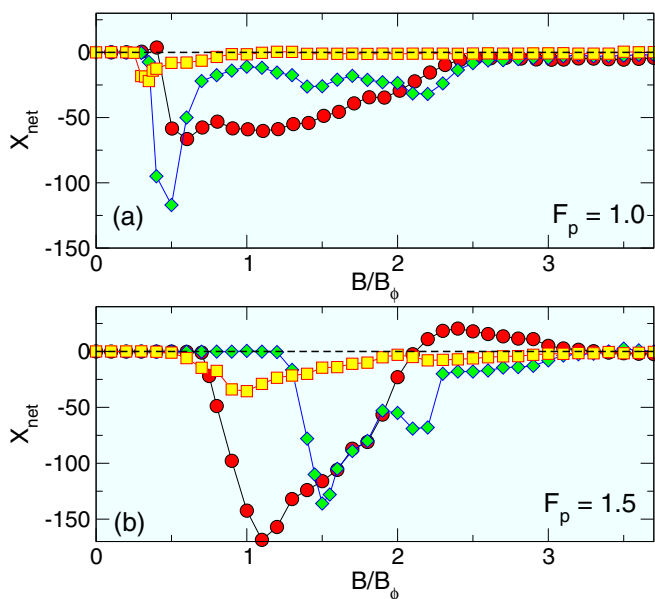 0
-50
-100
-150
X_net
(a)
F_p = 1.0
0 1 2 3
B/B_ϕ
0
-50
-100
-150
X_net
(b)
F_p = 1.5
0 1 2 3
B/B_ϕ